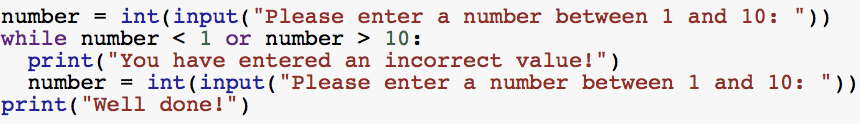 number = int(input("Please enter a number between 1 and 10: "))
while number < 1 or number > 10:
  print("You have entered an incorrect value!")
  number = int(input("Please enter a number between 1 and 10: "))
print("Well done!")